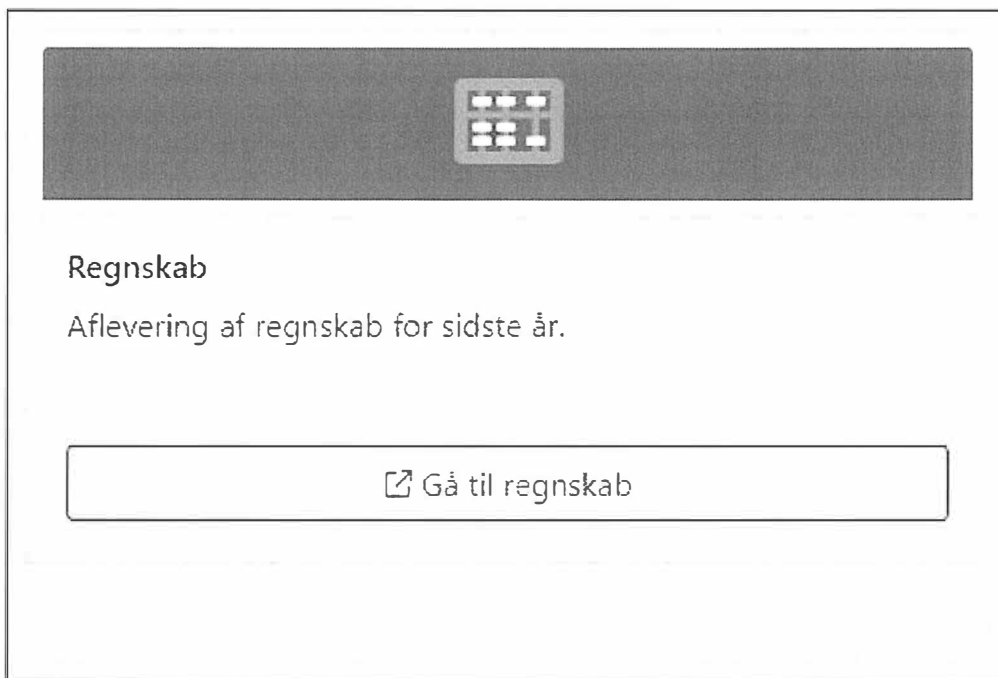 Regnskab
Aflevering af regnskab for sidste år.
Gå til regnskab